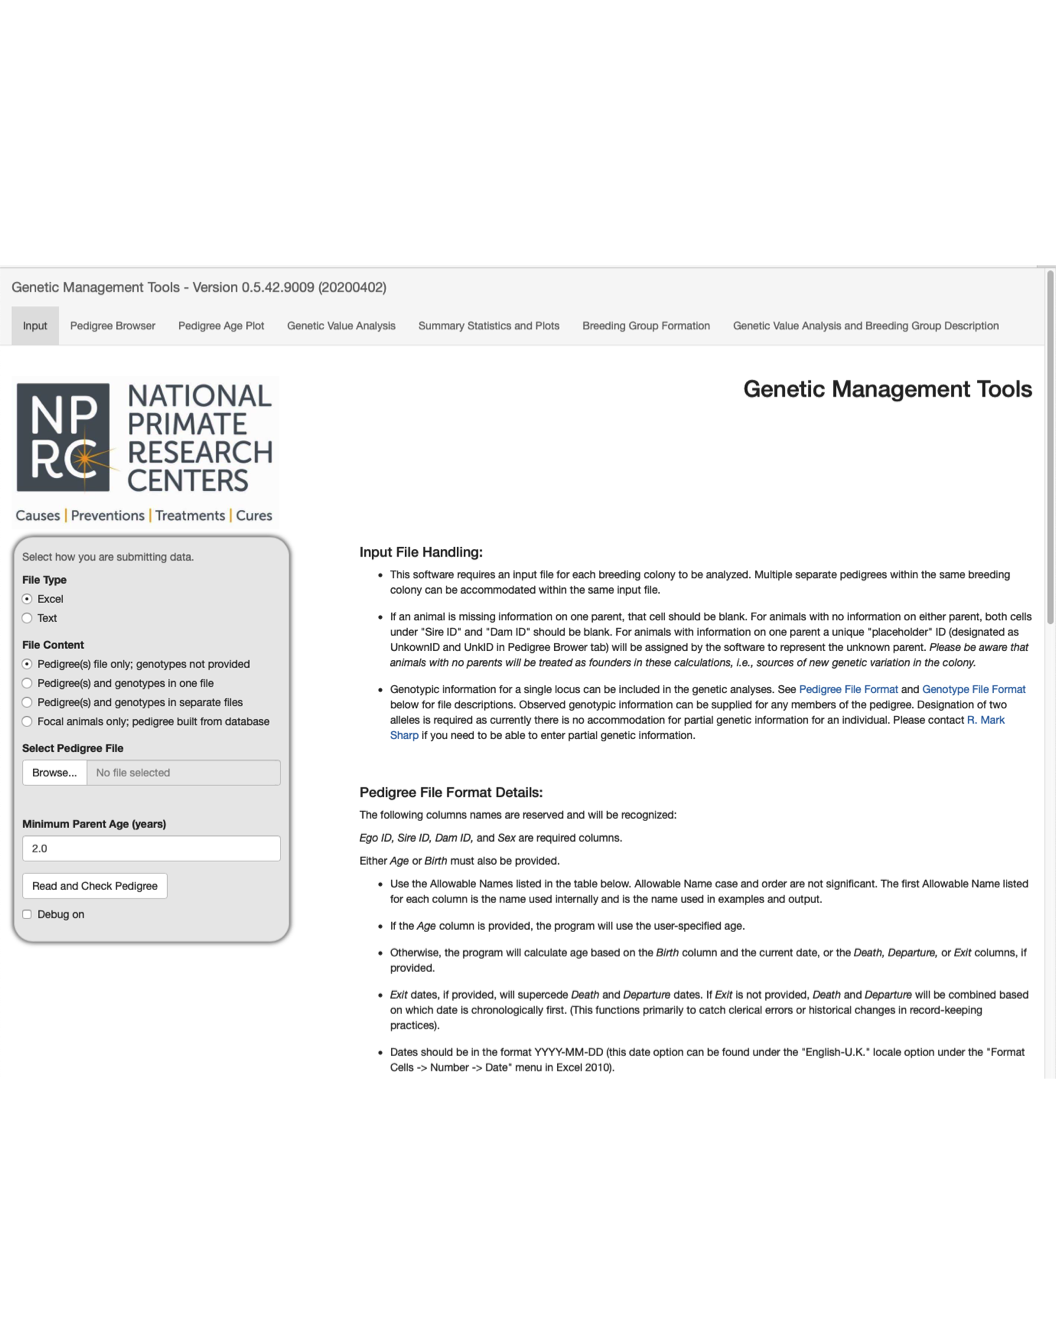 Genetic Management Tools - Version 0.5.42.9009 (20200402)
Input Pedigree Browser Pedigree Age Plot Genetic Value Analysis Summary Statistics and Plots Breeding Group Formation Genetic Value Analysis and Breeding Group Description
NP
RC
NATIONAL
PRIMATE
RESEARCH
CENTERS
Causes | Preventions | Treatments | Cures
Genetic Management Tools
Select how you are submitting data.
File Type
Excel
Text
File Content
Pedigree(s) file only; genotypes not provided
Pedigree(s) and genotypes in one file
Pedigree(s) and genotypes in separate files
Focal animals only; pedigree built from database
Select Pedigree File
Browse... No file selected
Minimum Parent Age (years)
2.0
Read and Check Pedigree
Debug on
Input File Handling:
• This software requires an input file for each breeding colony to be analyzed. Multiple separate pedigrees within the same breeding
colony can be accommodated within the same input file.
• If an animal is missing information on one parent, that cell should be blank. For animals with no information on either parent, both cells
under "Sire ID" and "Dam ID" should be blank. For animals with information on one parent a unique "placeholder" ID (designated as
UnkownID and UnkID in Pedigree Brower tab) will be assigned by the software to represent the unknown parent. Please be aware that
animals with no parents will be treated as founders in these calculations, i.e., sources of new genetic variation in the colony.
• Genotypic information for a single locus can be included in the genetic analyses. See Pedigree File Format and Genotype File Format
below for file descriptions. Observed genotypic information can be supplied for any members of the pedigree. Designation of two
alleles is required as currently there is no accommodation for partial genetic information for an individual. Please contact R. Mark
Sharp if you need to be able to enter partial genetic information.
Pedigree File Format Details:
The following columns names are reserved and will be recognized:
Ego ID, Sire ID, Dam ID, and Sex are required columns.
Either Age or Birth must also be provided.
• Use the Allowable Names listed in the table below. Allowable Name case and order are not significant. The first Allowable Name listed
for each column is the name used internally and is the name used in examples and output.
• If the Age column is provided, the program will use the user-specified age.
• Otherwise, the program will calculate age based on the Birth column and the current date, or the Death, Departure, or Exit columns, if
provided.
• Exit dates, if provided, will supercede Death and Departure dates. If Exit is not provided, Death and Departure will be combined based
on which date is chronologically first. (This functions primarily to catch clerical errors or historical changes in record-keeping
practices).
• Dates should be in the format YYYY-MM-DD (this date option can be found under the "English-U.K." locale option under the "Format
Cells -> Number -> Date" menu in Excel 2010).